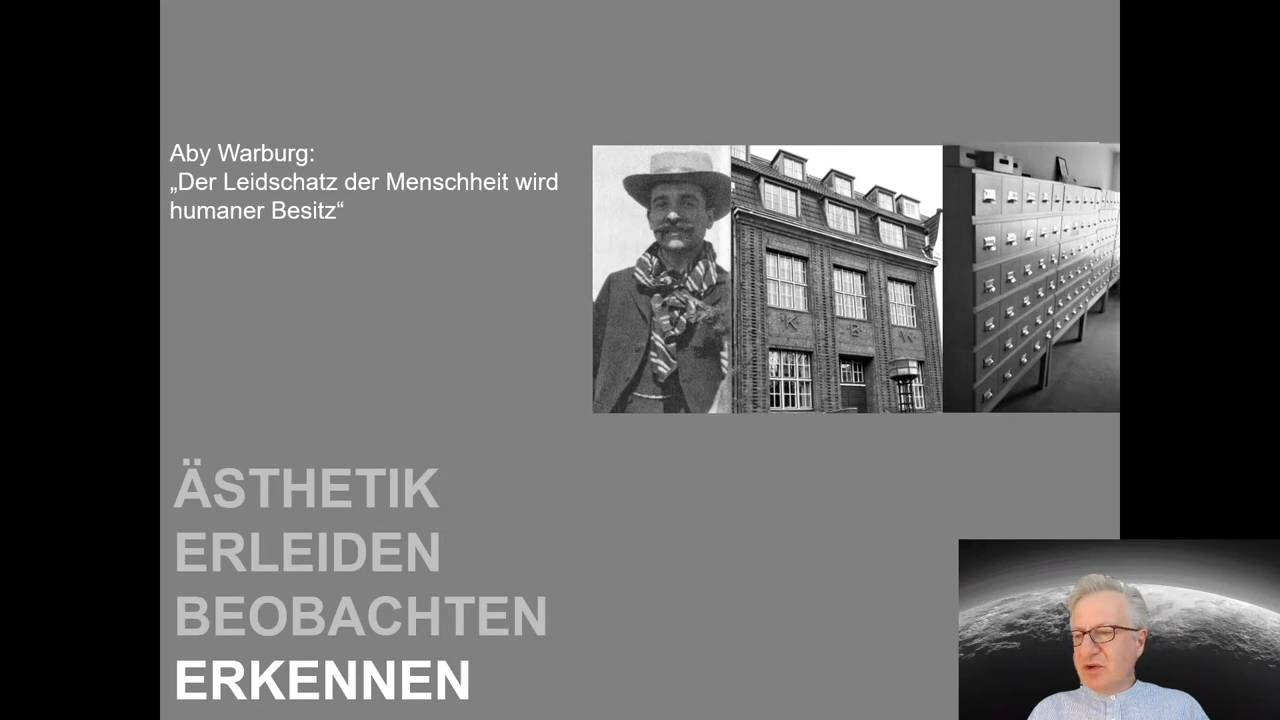 Aby Warburg:
„Der Leidschatz der Menschheit wird
humaner Besitz“
K B W
ÄSTHETIK
ERLEIDEN
BEOBACHTEN
ERKENNEN